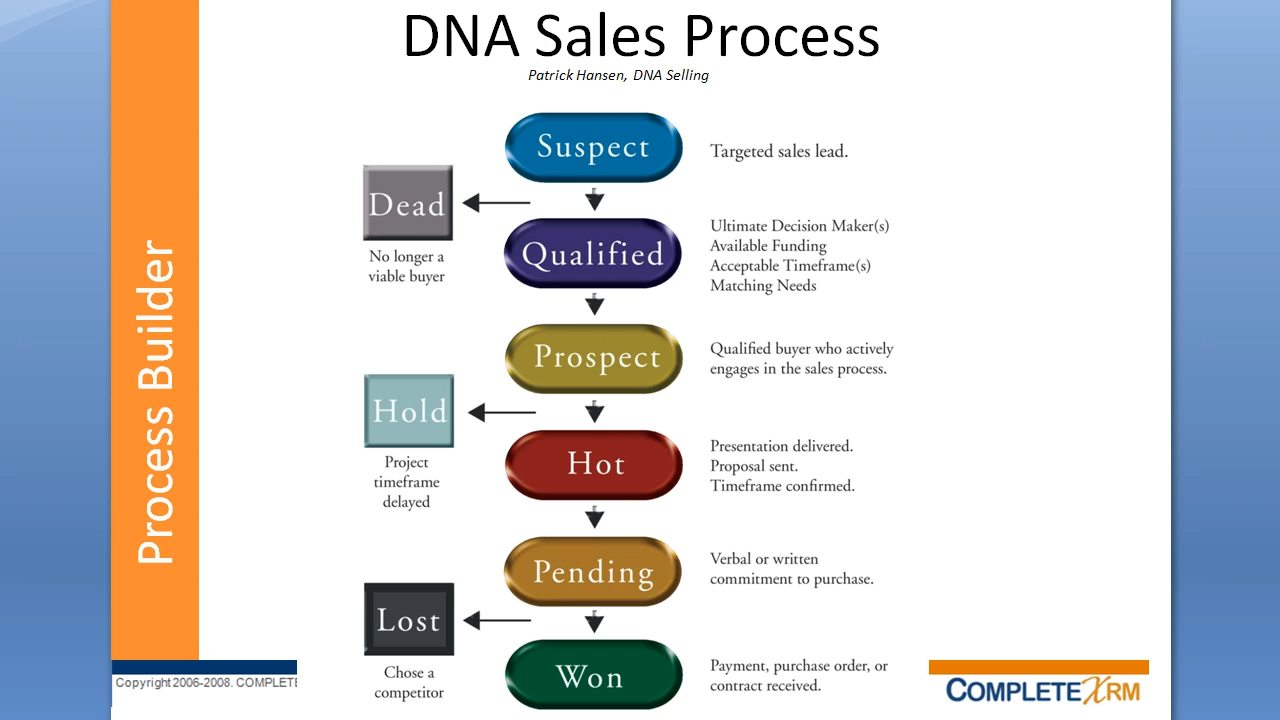 DNA Sales Process
Patrick Hansen, DNA Selling
Process Builder
Suspect
Targeted sales lead.
Dead
No longer a
viable buyer
Qualified
Ultimate Decision Maker(s)
Available Funding
Acceptable Timeframe(s)
Matching Needs
Prospect
Qualified buyer who actively
engages in the sales process.
Hold
Project
timeframe
delayed
Hot
Presentation delivered.
Proposal sent.
Timeframe confirmed.
Pending
Verbal or written
commitment to purchase.
Lost
Chose a
competitor
Won
Payment, purchase order, or
contract received.
Copyright 2006-2008. COMPLETE
COMPLETEXRM